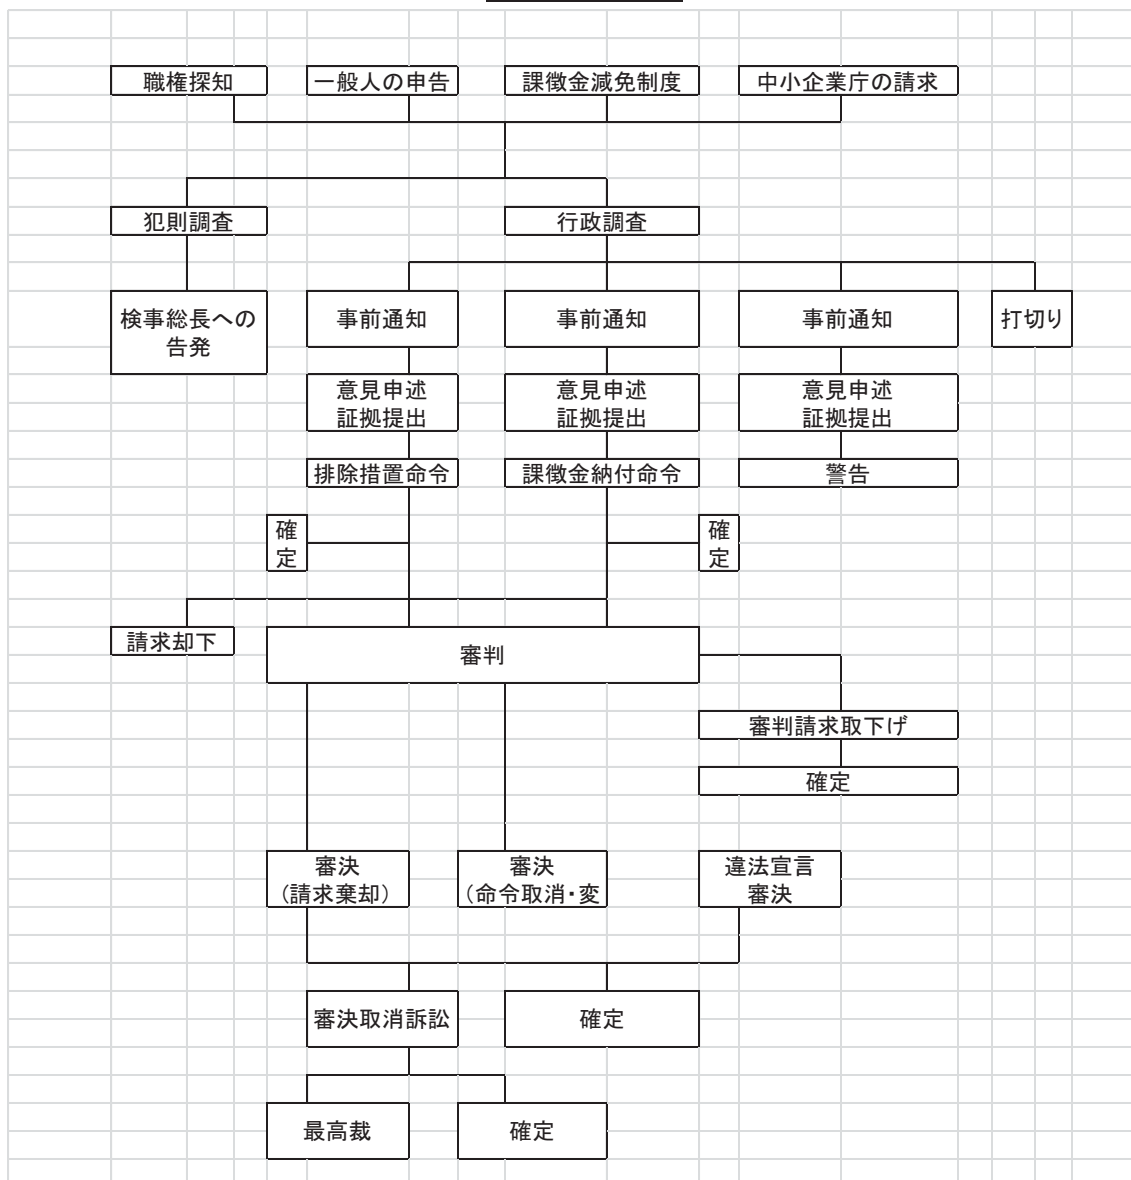 職権探知
一般人の申告
課徴金減免制度
中小企業庁の請求
犯則調査
行政調査
検事総長への
告発
事前通知
事前通知
事前通知
打切り
意見申述
証拠提出
意見申述
証拠提出
意見申述
証拠提出
排除措置命令
課徴金納付命令
警告
確
定
確
定
請求却下
審判
審判請求取下げ
確定
審決
(請求棄却)
審決
(命令取消・変
違法宣言
審決
審決取消訴訟
確定
最高裁
確定